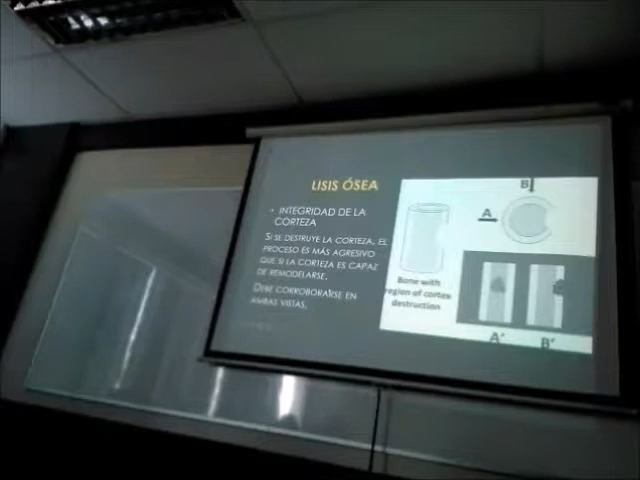 LISIS ÓSEA
• INTEGRIDAD DE LA
CORTEZA
SI SE DESTRUYE LA CORTEZA, EL
PROCESO ES MÁS AGRESIVO
QUE SI LA CORTEZA ES CAPAZ
DE REMODELARSE.
DEBE CORROBORARSE EN
AMBAS VISTAS.
B
A
Bone with
region of cortex
destruction
A'
B'